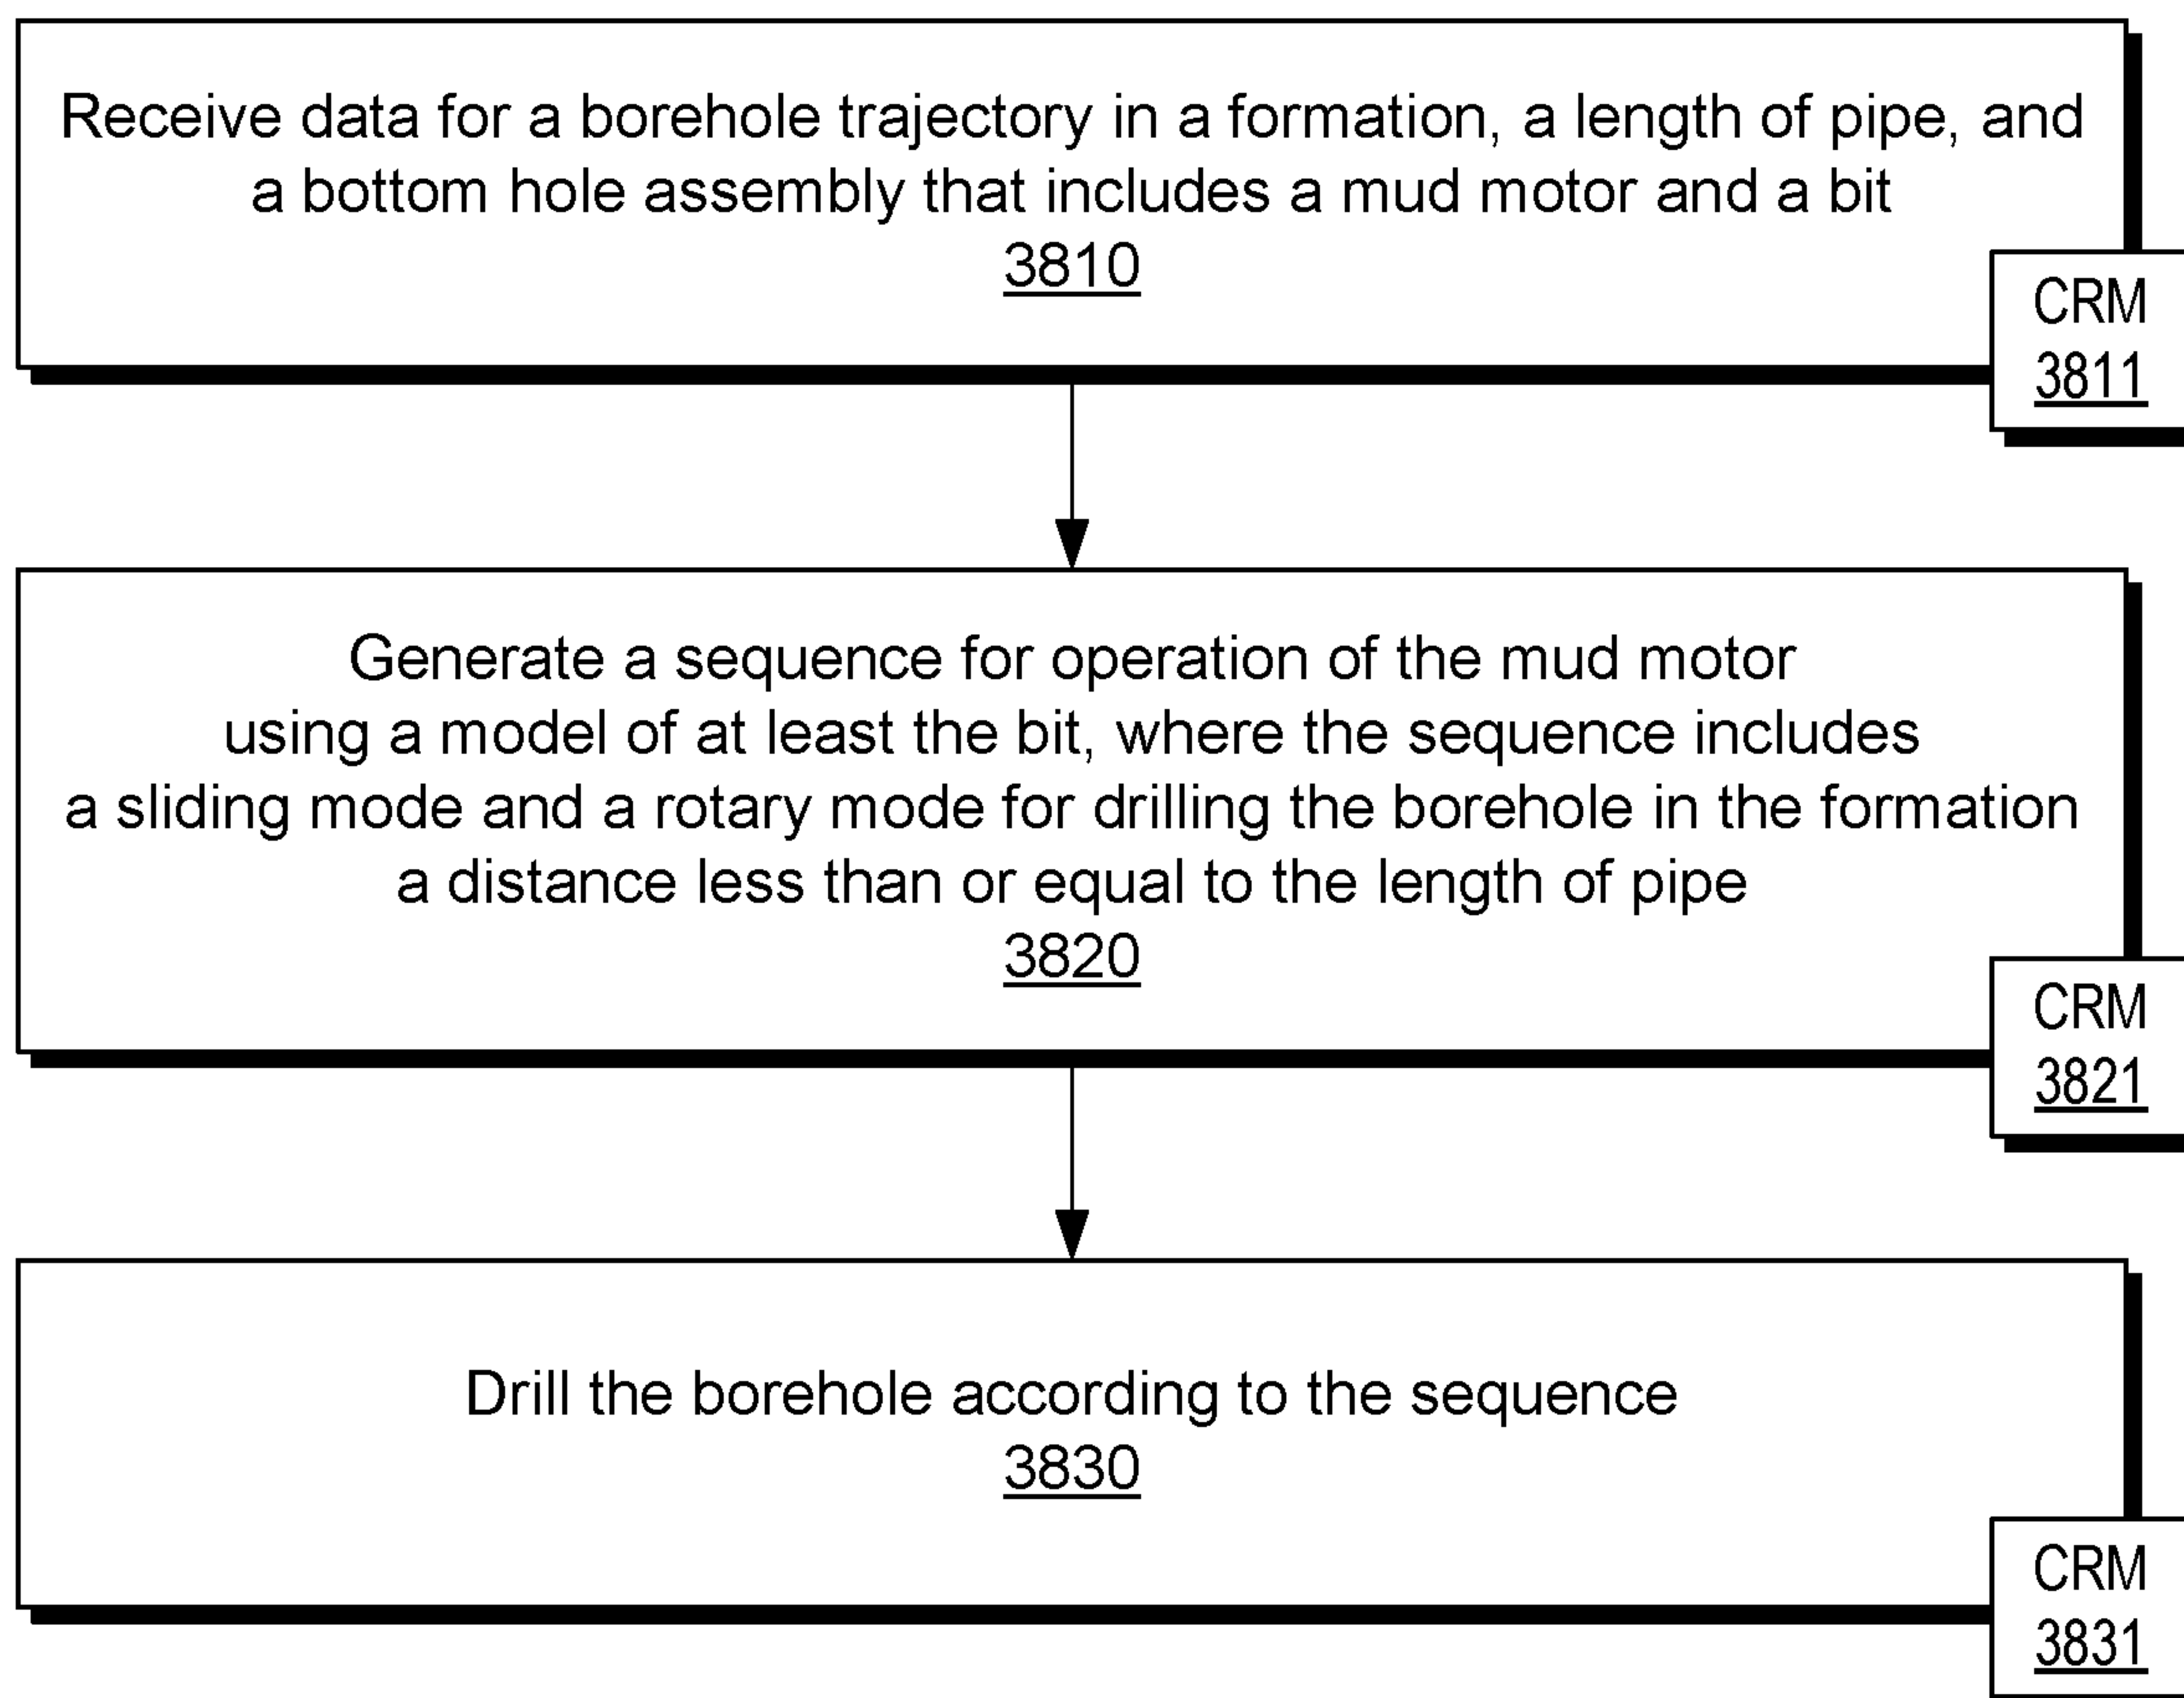 Receive data for a borehole trajectory in a formation, a length of pipe, and
a bottom hole assembly that includes a mud motor and a bit
3810
CRM
3811
Generate a sequence for operation of the mud motor
using a model of at least the bit, where the sequence includes
a sliding mode and a rotary mode for drilling the borehole in the formation
a distance less than or equal to the length of pipe
3820
CRM
3821
Drill the borehole according to the sequence
3830
CRM
3831